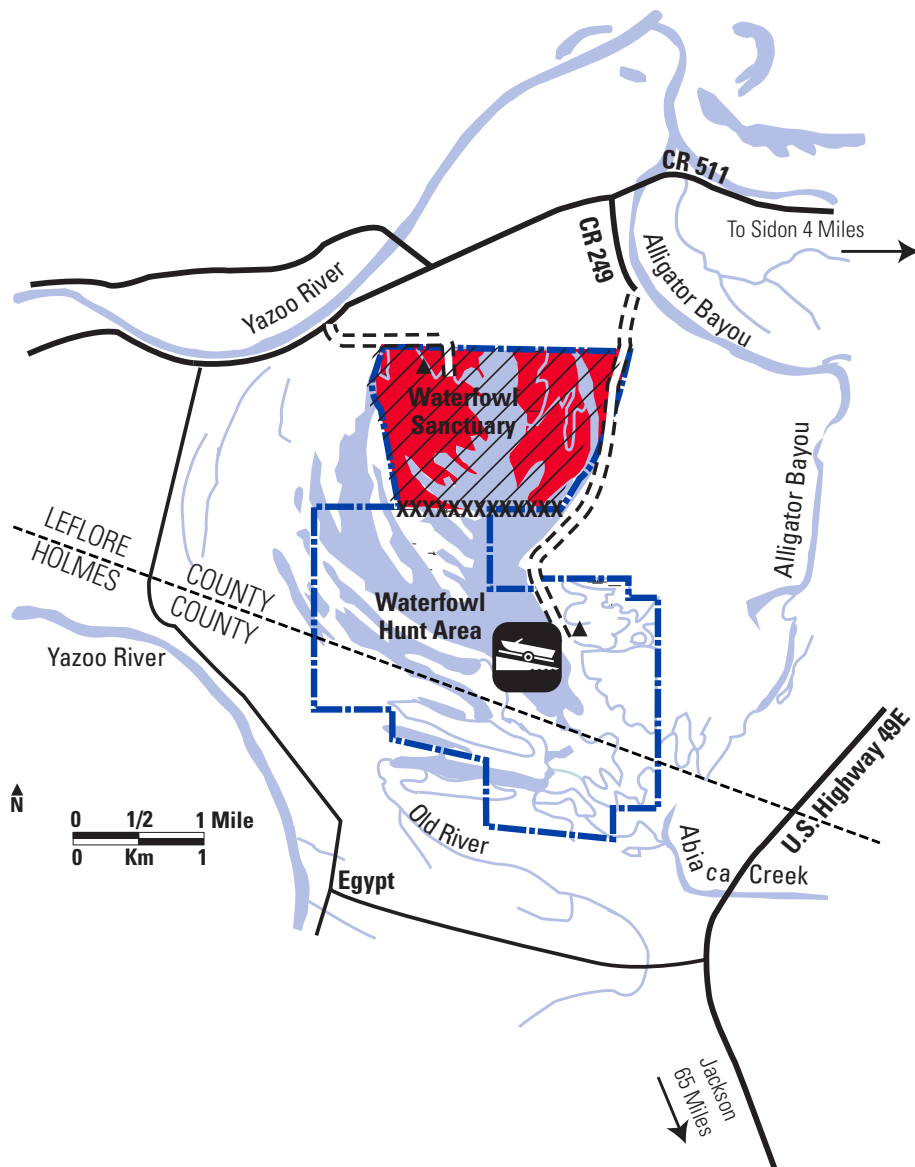 CR 511
To Sidon 4 Miles
CR 249
Alligator Bayou
Yazoo River
Waterfowl
Sanctuary
XXXXXXXXXXXXX
Alligator Bayou
LEFLORE COUNTY
HOLMES COUNTY
Waterfowl
Hunt Area
Yazoo River
U.S. Highway 49E
N
0 1/2 1 Mile
0 Km 1
Old River
Abiaca Creek
Egypt
Jackson
65 Miles